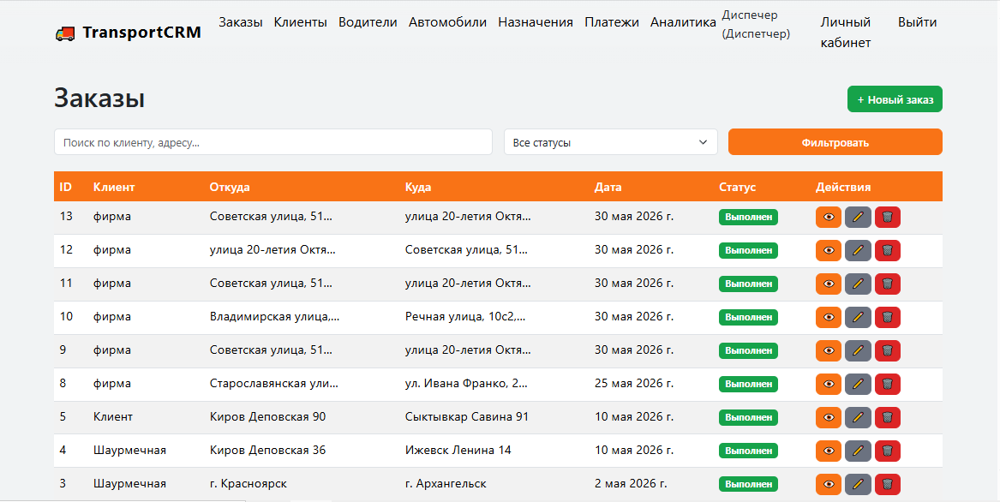 TransportCRM Заказы Клиенты Водители Автомобили Назначения Платежи Аналитика Диспечер Личный Выйти
(Диспетчер) кабинет
Заказы
+ Новый заказ
Поиск по клиенту, адресу... Все статусы Фильтровать
ID Клиент Откуда Куда Дата Статус Действия
13 фирма Советская улица, 51... улица 20-летия Октя... 30 мая 2026 г. Выполнен
12 фирма улица 20-летия Октя... Советская улица, 51... 30 мая 2026 г. Выполнен
11 фирма Советская улица, 51... улица 20-летия Октя... 30 мая 2026 г. Выполнен
10 фирма Владимирская улица,... Речная улица, 10с2,... 30 мая 2026 г. Выполнен
9 фирма Советская улица, 51... улица 20-летия Октя... 30 мая 2026 г. Выполнен
8 фирма Старославянская ули... ул. Ивана Франко, 2... 25 мая 2026 г. Выполнен
5 Клиент Киров Деповская 90 Сыктывкар Савина 91 10 мая 2026 г. Выполнен
4 Шаурмечная Киров Деповская 36 Ижевск Ленина 14 10 мая 2026 г. Выполнен
3 Шаурмечная г. Красноярск г. Архангельск 2 мая 2026 г. Выполнен